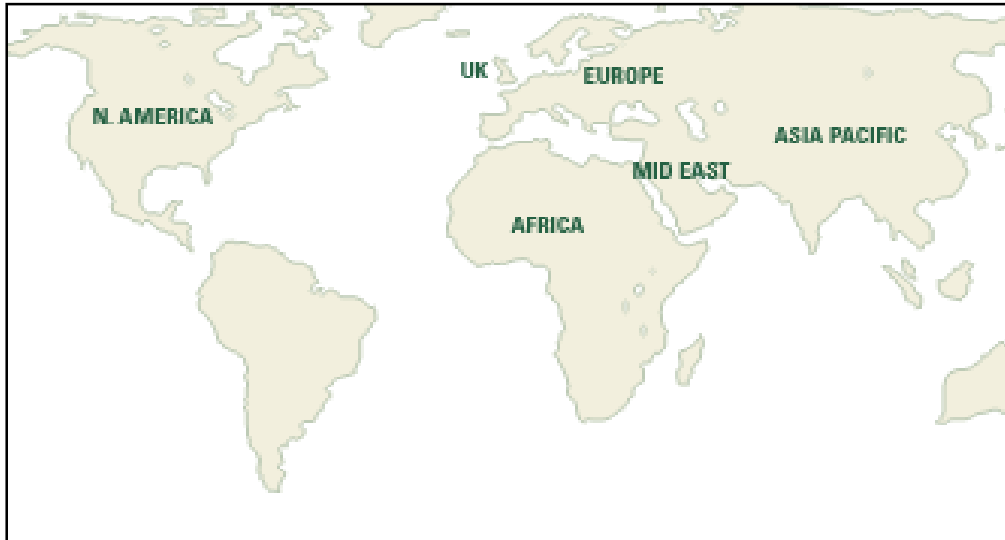 UK
EUROPE
N. AMERICA
ASIA PACIFIC
MID EAST
AFRICA